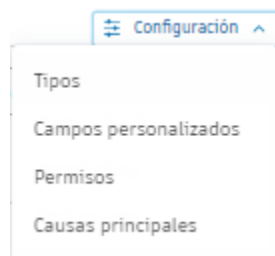 Configuración
Tipos
Campos personalizados
Permisos
Causas principales